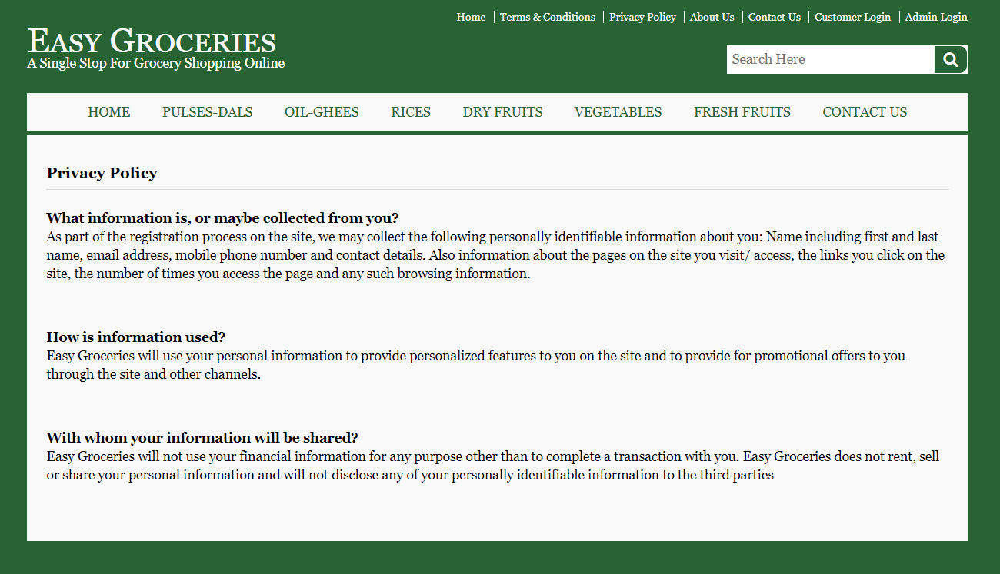 Home Terms & Conditions Privacy Policy About Us Contact Us Customer Login Admin Login
Easy Groceries
A Single Stop For Grocery Shopping Online
Search Here
HOME PULSES-DALS OIL-GHEES RICES DRY FRUITS VEGETABLES FRESH FRUITS CONTACT US
Privacy Policy
What information is, or maybe collected from you?
As part of the registration process on the site, we may collect the following personally identifiable information about you: Name including first and last
name, email address, mobile phone number and contact details. Also information about the pages on the site you visit/ access, the links you click on the
site, the number of times you access the page and any such browsing information.
How is information used?
Easy Groceries will use your personal information to provide personalized features to you on the site and to provide for promotional offers to you
through the site and other channels.
With whom your information will be shared?
Easy Groceries will not use your financial information for any purpose other than to complete a transaction with you. Easy Groceries does not rent, sell
or share your personal information and will not disclose any of your personally identifiable information to the third parties